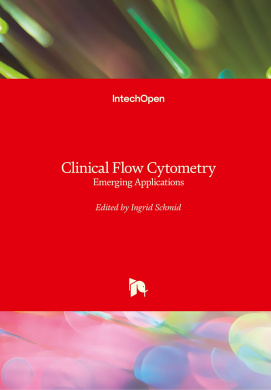 IntechOpen
Clinical Flow Cytometry
Emerging Applications
Edited by Ingrid Schmid